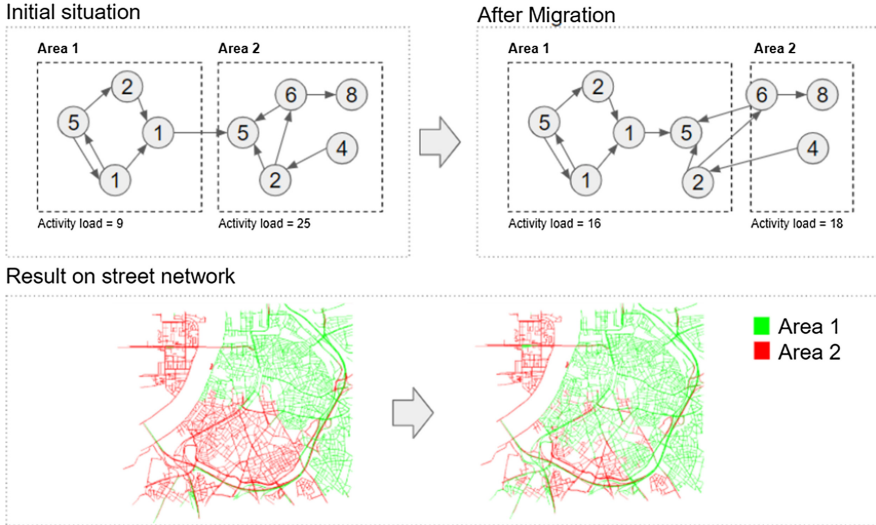 Initial situation
After Migration
Area 1
Area 2
Area 1
Area 2
2
5
1
1
6
8
5
4
2
2
5
1
1
5
2
6
8
4
Activity load = 9
Activity load = 25
Activity load = 16
Activity load = 18
Result on street network
Area 1
Area 2